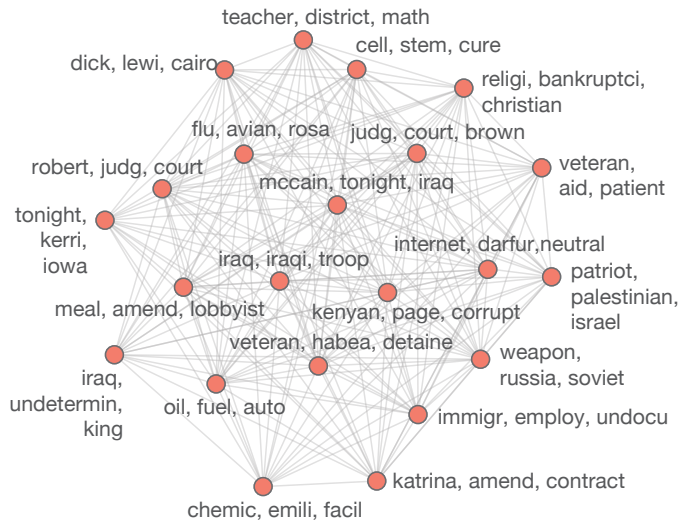 teacher, district, math
cell, stem, cure
dick, lewi, cairo
religi, bankruptci,
christian
flu, avian, rosa
judg, court, brown
robert, judg, court
veteran,
aid, patient
mccain, tonight, iraq
tonight,
kerri,
iowa
internet, darfur,neutral
iraq, iraqi, troop
patriot,
palestinian,
israel
meal, amend, lobbyist
kenyan, page, corrupt
veteran, habea, detaine
weapon,
russia, soviet
iraq,
undetermin,
king
oil, fuel, auto
immigr, employ, undocu
katrina, amend, contract
chemic, emili, facil